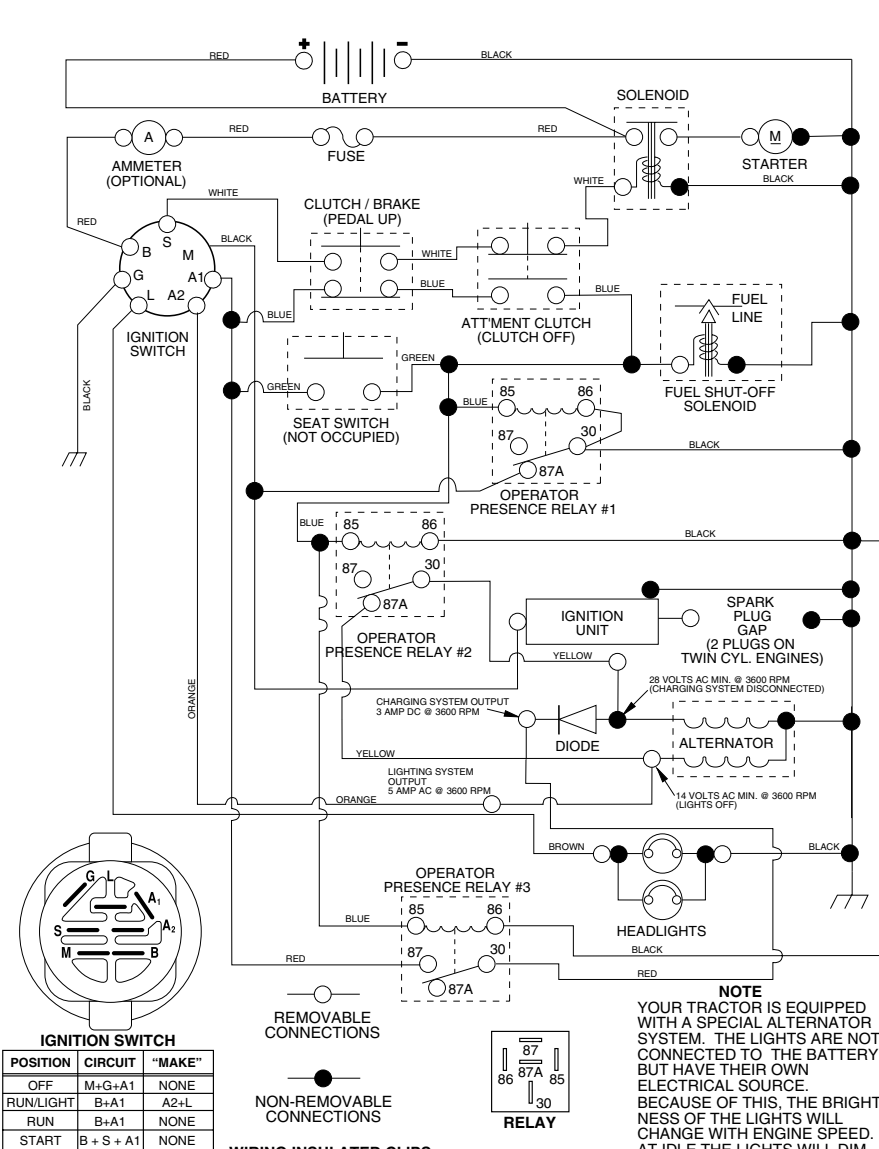 + -
RED
BLACK
BATTERY
SOLENOID
A
RED
RED
M
AMMETER
(OPTIONAL)
FUSE
STARTER
WHITE
WHITE
BLACK
CLUTCH / BRAKE
(PEDAL UP)
RED
S
B
M
BLACK
WHITE
G
A1
L
A2
BLUE
BLUE
BLUE
IGNITION
SWITCH
ATT'MENT CLUTCH
(CLUTCH OFF)
FUEL
LINE
GREEN
GREEN
BLACK
SEAT SWITCH
(NOT OCCUPIED)
FUEL SHUT-OFF
SOLENOID
BLUE
85
86
87
30
87A
BLACK
OPERATOR
PRESENCE RELAY #1
BLUE
85
86
BLACK
87
30
87A
OPERATOR
PRESENCE RELAY #2
IGNITION
UNIT
SPARK
PLUG
GAP
(2 PLUGS ON
TWIN CYL. ENGINES)
YELLOW
28 VOLTS AC MIN. @ 3600 RPM
(CHARGING SYSTEM DISCONNECTED)
ORANGE
CHARGING SYSTEM OUTPUT
3 AMP DC @ 3600 RPM
DIODE
ALTERNATOR
YELLOW
LIGHTING SYSTEM
OUTPUT
5 AMP AC @ 3600 RPM
ORANGE
14 VOLTS AC MIN. @ 3600 RPM
(LIGHTS OFF)
BROWN
BLACK
HEADLIGHTS
OPERATOR
PRESENCE RELAY #3
BLUE
85
86
BLACK
RED
87
30
87A
RED
G L
A1
S
A2
M
B
IGNITION SWITCH
POSITION CIRCUIT “MAKE”
OFF M+G+A1 NONE
RUN/LIGHT B+A1 A2+L
RUN B+A1 NONE
START B + S + A1 NONE
REMOVABLE
CONNECTIONS
NON-REMOVABLE
CONNECTIONS
87
86 87A 85
30
RELAY
NOTE
YOUR TRACTOR IS EQUIPPED
WITH A SPECIAL ALTERNATOR
SYSTEM. THE LIGHTS ARE NOT
CONNECTED TO THE BATTERY
BUT HAVE THEIR OWN
ELECTRICAL SOURCE.
BECAUSE OF THIS, THE BRIGHT
NESS OF THE LIGHTS WILL
CHANGE WITH ENGINE SPEED.
AT IDLE THE LIGHTS WILL DIM
WIRING INSULATED CLIPS